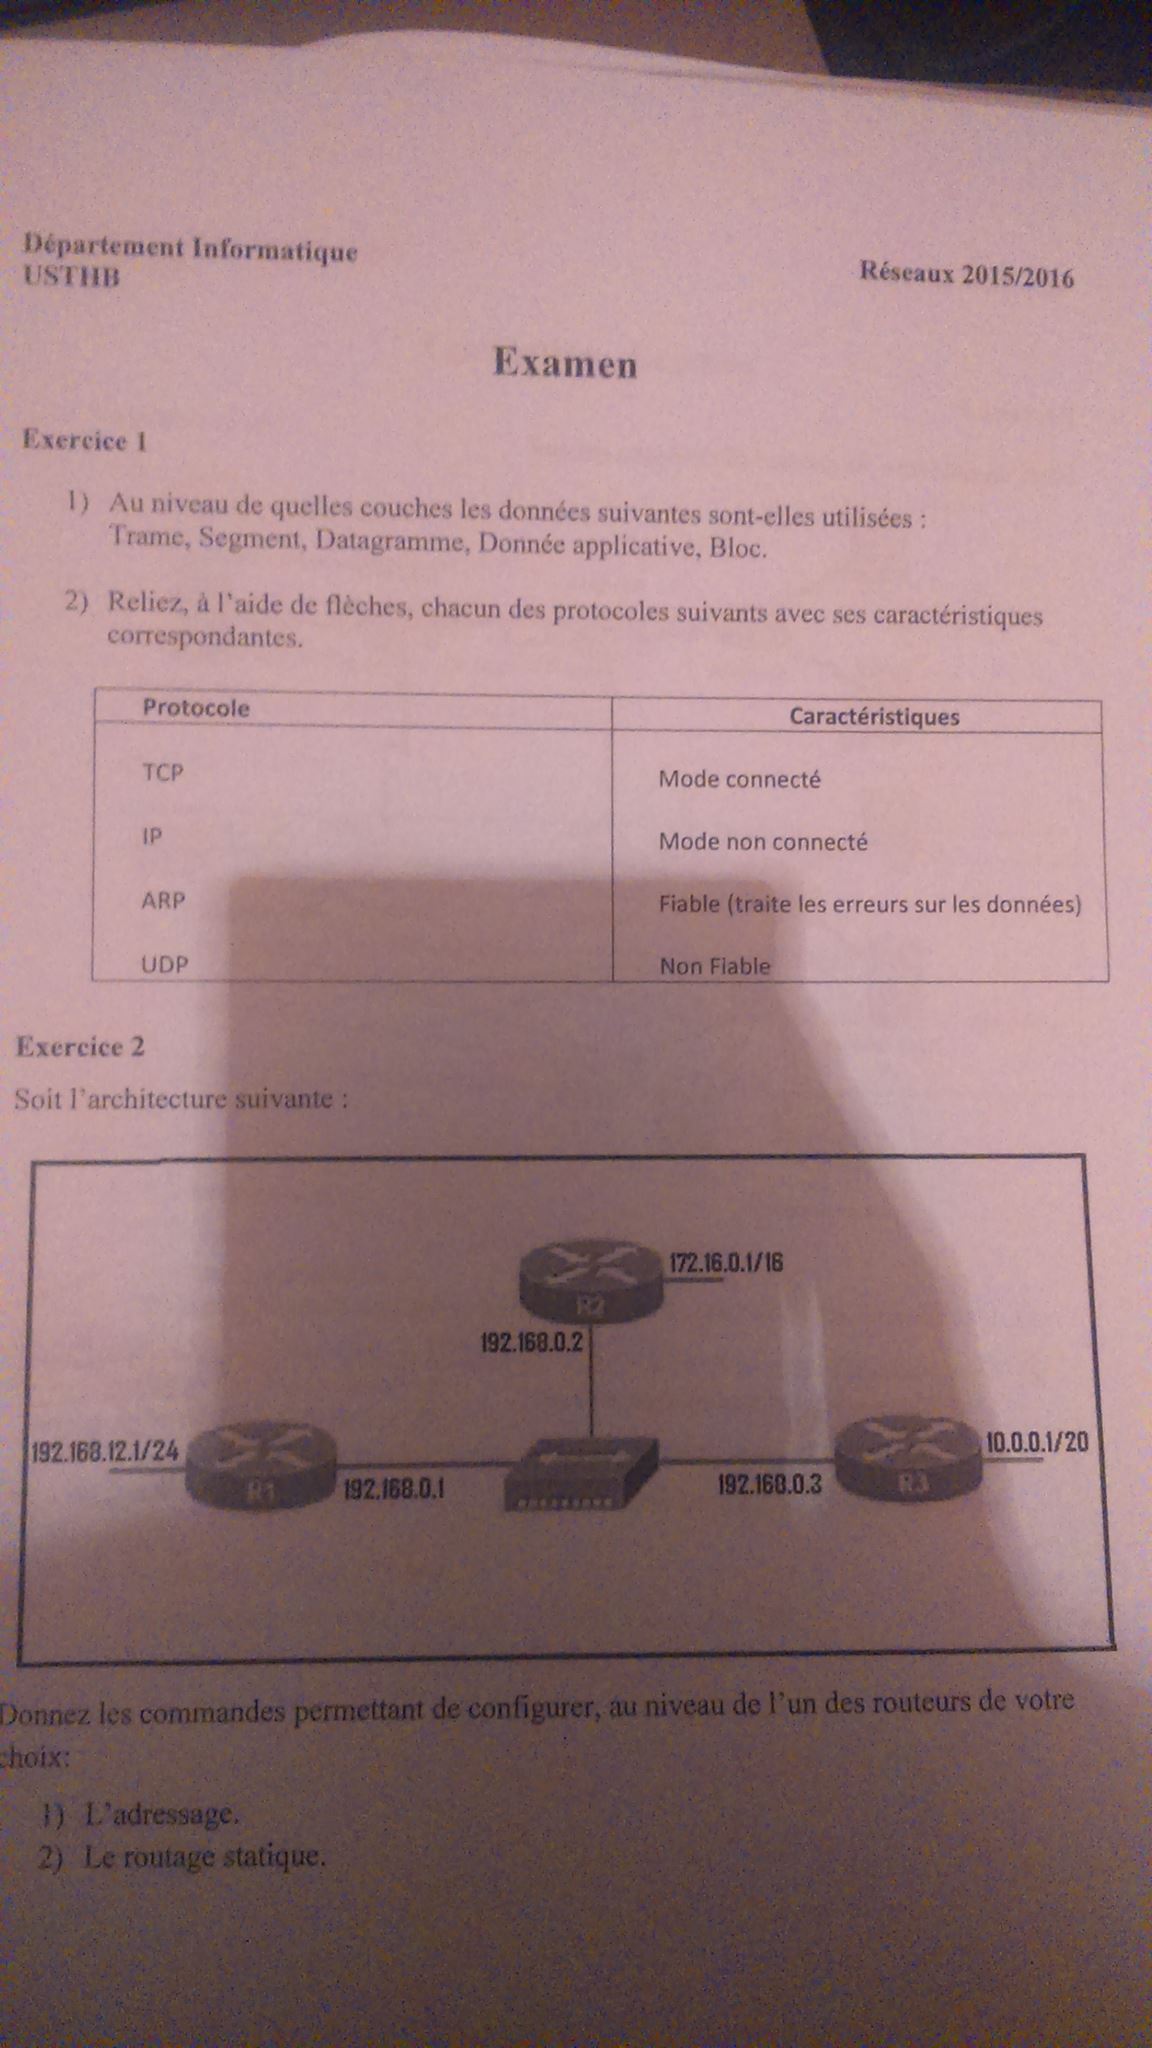 Département Informatique
USTHB
Réseaux 2015/2016
Examen
Exercice 1
1) Au niveau de quelles couches les données suivantes sont-elles utilisées :
Trame, Segment, Datagramme, Donnée applicative, Bloc.
2) Reliez, à l'aide de flèches, chacun des protocoles suivants avec ses caractéristiques
correspondantes.
Protocole
Caractéristiques
TCP
Mode connecté
IP
Mode non connecté
ARP
Fiable (traite les erreurs sur les données)
UDP
Non Fiable
Exercice 2
Soit l'architecture suivante :
172.16.0.1/16
R2
192.168.0.2
192.168.12.1/24
R1
192.168.0.1
192.168.0.3
R3
10.0.0.1/20
Donnez les commandes permettant de configurer, au niveau de l'un des routeurs de votre
choix:
1) L'adressage.
2) Le routage statique.